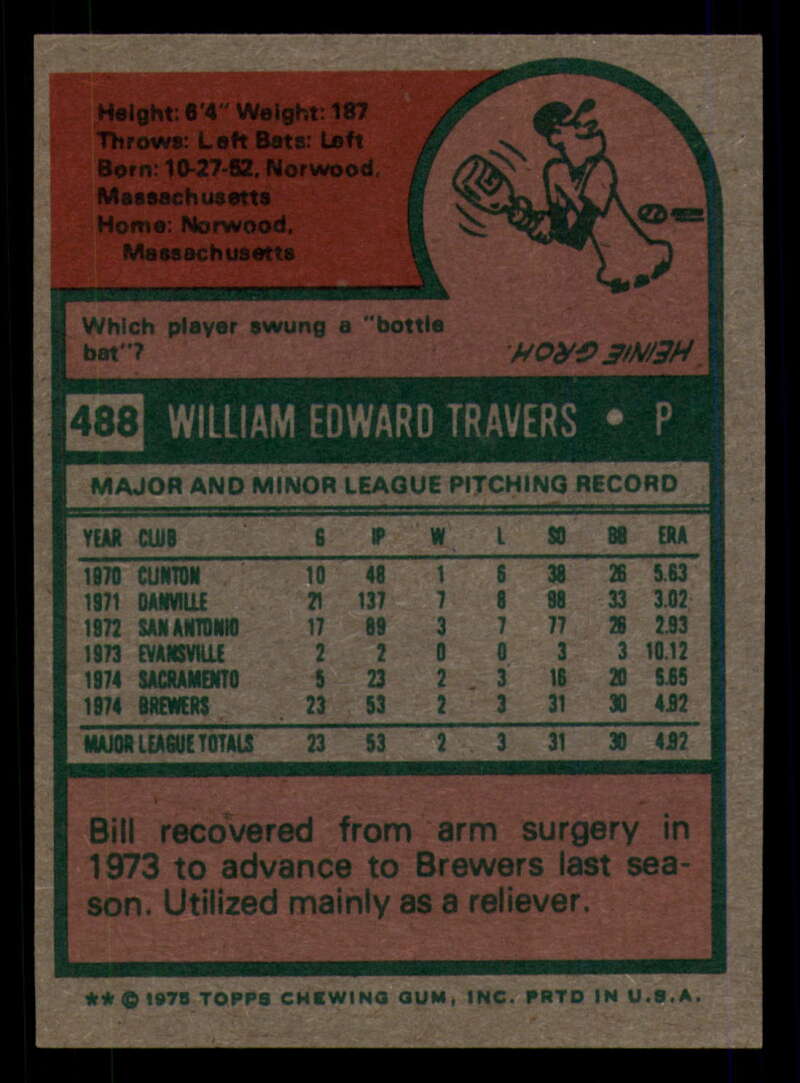 Height: 6'4" Weight: 187
Throws: Left Bats: Left
Born: 10-27-52, Norwood,
Massachusetts
Home: Norwood,
Massachusetts
Which player swung a "bottle
bat"?
HEINIE GROH.
488 WILLIAM EDWARD TRAVERS • P
MAJOR AND MINOR LEAGUE PITCHING RECORD
YEAR CLUB G IP W L SO BB ERA
1970 CLINTON 10 48 1 6 38 26 5.63
1971 DANVILLE 21 137 7 8 98 33 3.02
1972 SAN ANTONIO 17 89 3 7 77 26 2.93
1973 EVANSVILLE 2 2 0 0 3 3 10.12
1974 SACRAMENTO 5 23 2 3 16 20 5.65
1974 BREWERS 23 53 2 3 31 30 4.92
MAJOR LEAGUE TOTALS 23 53 2 3 31 30 4.92
Bill recovered from arm surgery in
1973 to advance to Brewers last sea-
son. Utilized mainly as a reliever.
** © 1975 TOPPS CHEWING GUM, INC. PRTD IN U.S.A.